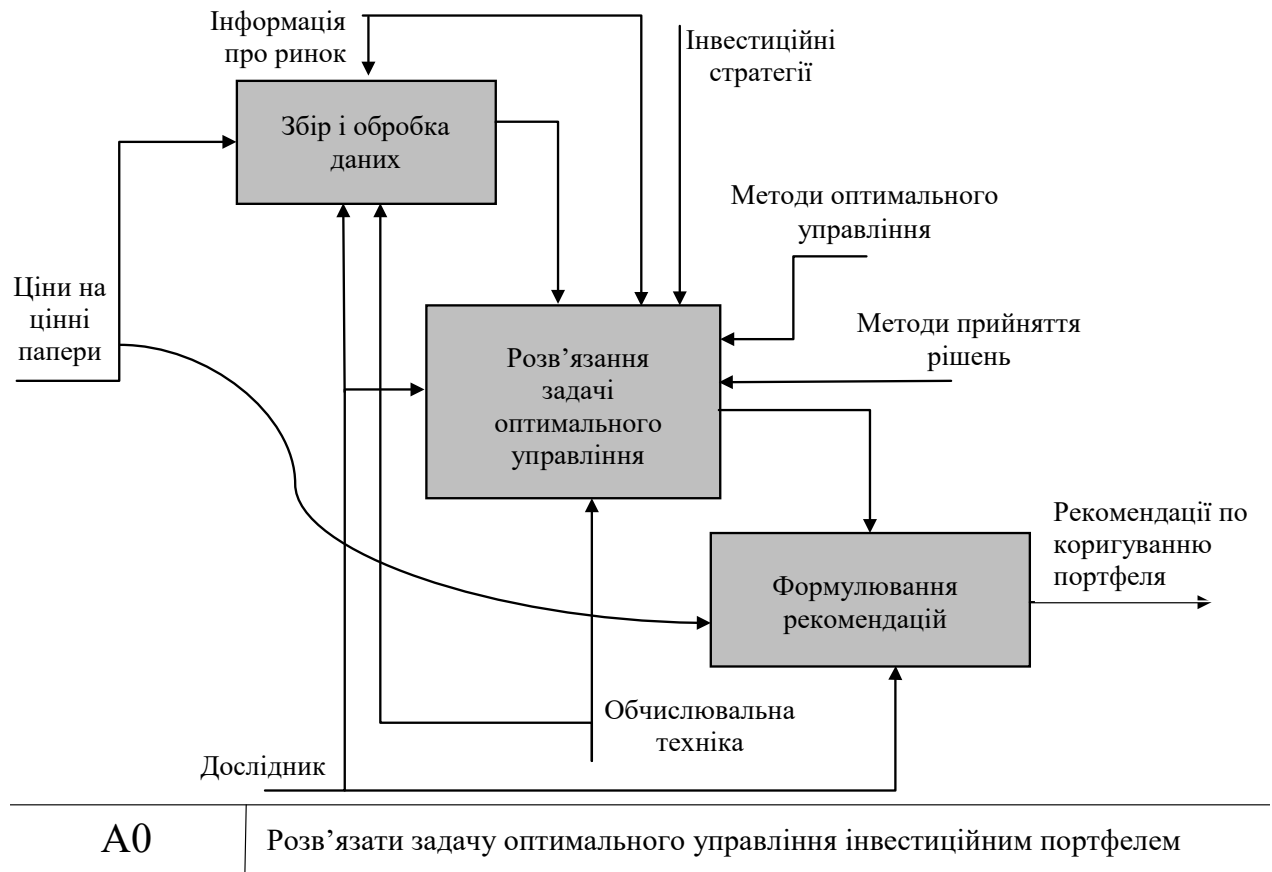 Інформація
про ринок
Інвестиційні
стратегії
Збір і обробка
даних
Методи оптимального
управління
Ціни на
цінні
папери
Методи прийняття
рішень
Розв’язання
задачі
оптимального
управління
Рекомендації по
коригуванню
портфеля
Формулювання
рекомендацій
Обчислювальна
техніка
Дослідник
А0
Розв’язати задачу оптимального управління інвестиційним портфелем